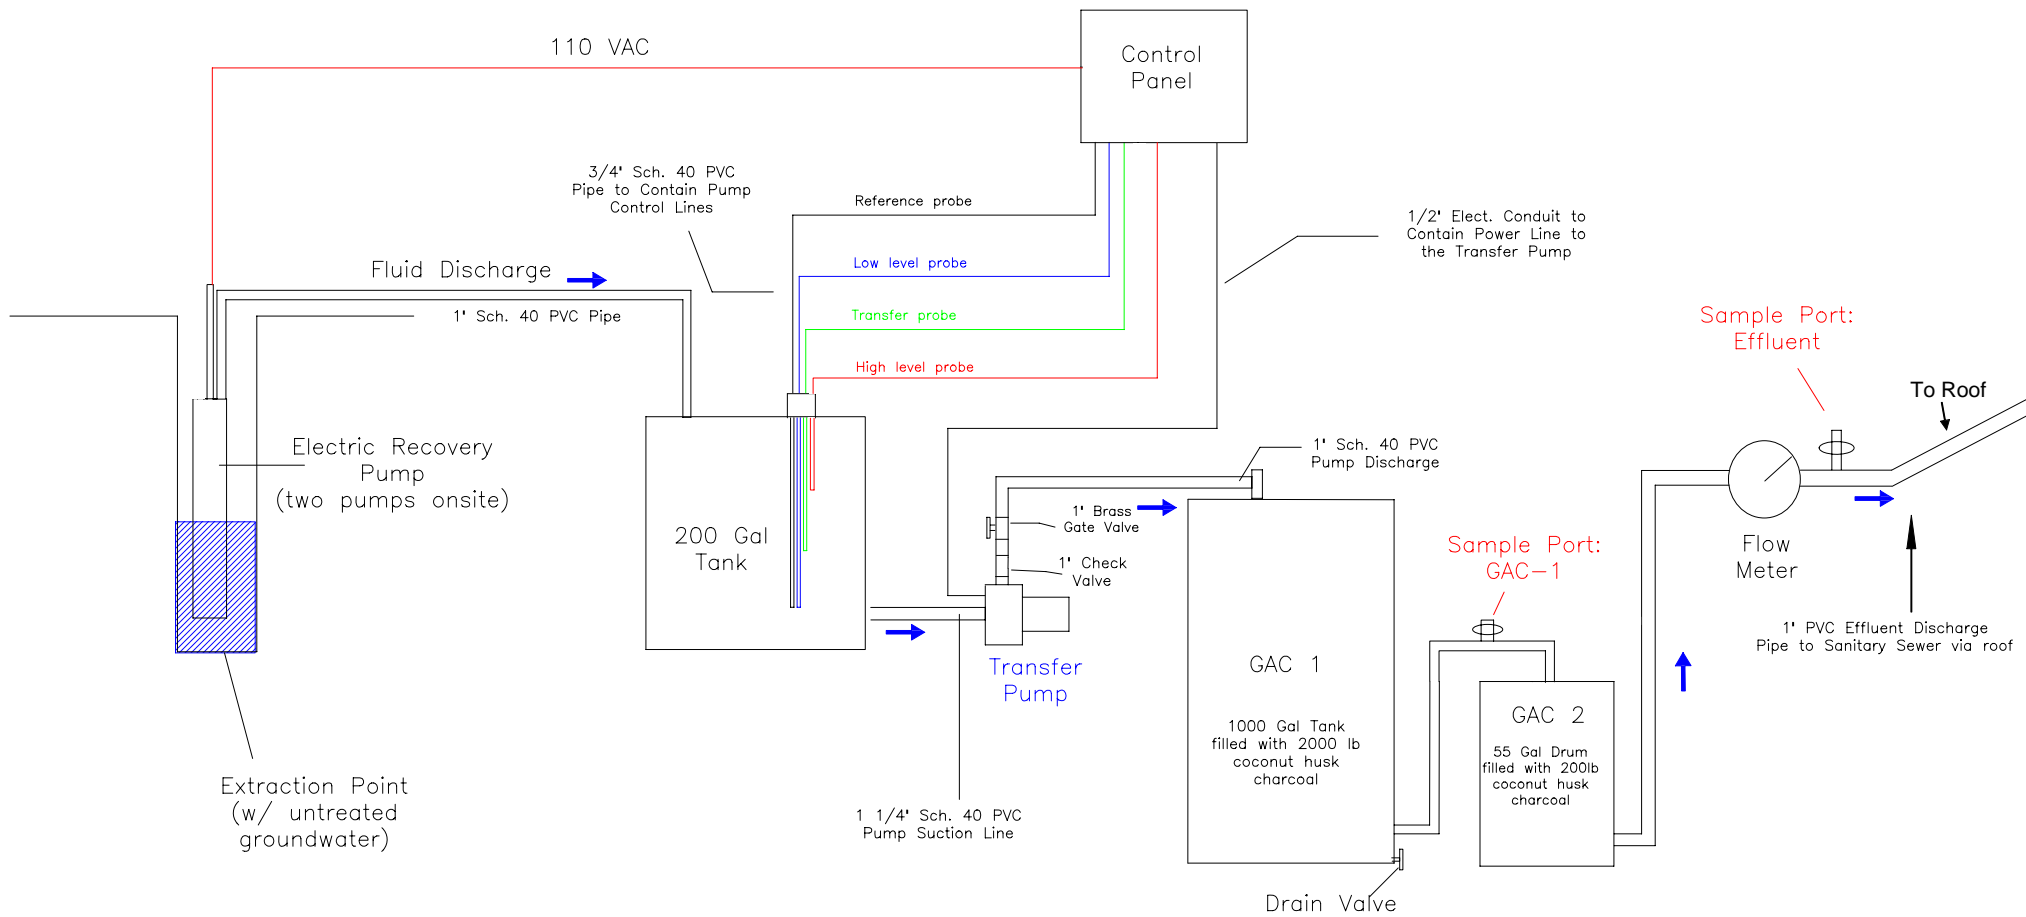 110 VAC
Control
Panel
3/4' Sch. 40 PVC
Pipe to Contain Pump
Control Lines
Reference probe
1/2' Elect. Conduit to
Contain Power Line to
the Transfer Pump
Fluid Discharge
Low level probe
1' Sch. 40 PVC Pipe
Transfer probe
Sample Port:
Effluent
High level probe
To Roof
Electric Recovery
Pump
(two pumps onsite)
1' Sch. 40 PVC
Pump Discharge
200 Gal
Tank
1' Brass
Gate Valve
1' Check
Valve
Sample Port:
GAC-1
Flow
Meter
1' PVC Effluent Discharge
Pipe to Sanitary Sewer via roof
Transfer
Pump
GAC 1
1000 Gal Tank
filled with 2000 lb
coconut husk
charcoal
GAC 2
55 Gal Drum
filled with 200lb
coconut husk
charcoal
Extraction Point
(w/ untreated
groundwater)
1 1/4' Sch. 40 PVC
Pump Suction Line
Drain Valve